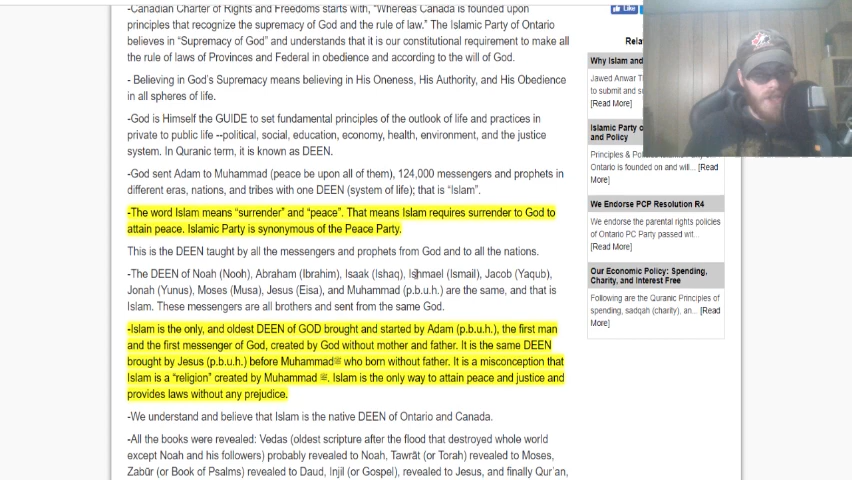 -Canadian Charter of Rights and Freedoms starts with, “Whereas Canada is founded upon
principles that recognize the supremacy of God and the rule of law.” The Islamic Party of Ontario
believes in “Supremacy of God” and understands that it is our constitutional requirement to make all
the rule of laws of Provinces and Federal in obedience and according to the will of God.
- Believing in God’s Supremacy means believing in His Oneness, His Authority, and His Obedience
in all spheres of life.
-God is Himself the GUIDE to set fundamental principles of the outlook of life and practices in
private to public life --political, social, education, economy, health, environment, and the justice
system. In Quranic term, it is known as DEEN.
-God sent Adam to Muhammad (peace be upon all of them), 124,000 messengers and prophets in
different eras, nations, and tribes with one DEEN (system of life); that is “Islam”.
-The word Islam means “surrender” and “peace”. That means Islam requires surrender to God to
attain peace. Islamic Party is synonymous of the Peace Party.
This is the DEEN taught by all the messengers and prophets from God and to all the nations.
-The DEEN of Noah (Nooh), Abraham (Ibrahim), Isaak (Ishaq), Ishmael (Ismail), Jacob (Yaqub),
Jonah (Yunus), Moses (Musa), Jesus (Eisa), and Muhammad (p.b.u.h.) are the same, and that is
Islam. These messengers are all brothers and sent from the same God.
-Islam is the only, and oldest DEEN of GOD brought and started by Adam (p.b.u.h.), the first man
and the first messenger of God, created by God without mother and father. It is the same DEEN
brought by Jesus (p.b.u.h.) before Muhammadﷺ who born without father. It is a misconception that
Islam is a “religion” created by Muhammad ﷺ. Islam is the only way to attain peace and justice and
provides laws without any prejudice.
-We understand and believe that Islam is the native DEEN of Ontario and Canada.
-All the books were revealed: Vedas (oldest scripture after the flood that destroyed whole world
except Noah and his followers) probably revealed to Noah, Tawrāt (or Torah) revealed to Moses,
Zabūr (or Book of Psalms) revealed to Daud, Injil (or Gospel), revealed to Jesus, and finally Qurʼan,
Like
Rela
Why Islam and
Jawed Anwar
to submit and
[Read More]
Islamic Party
and Policy
Principles &
Ontario is founded on and will ... [Read
More]
We Endorse PCP Resolution R4
We endorse the parental rights policies
of Ontario PC Party passed wit...
[Read More]
Our Economic Policy: Spending,
Charity, and Interest Free
Following are the Quranic Principles of
spending, sadqah (charity), an... [Read
More]